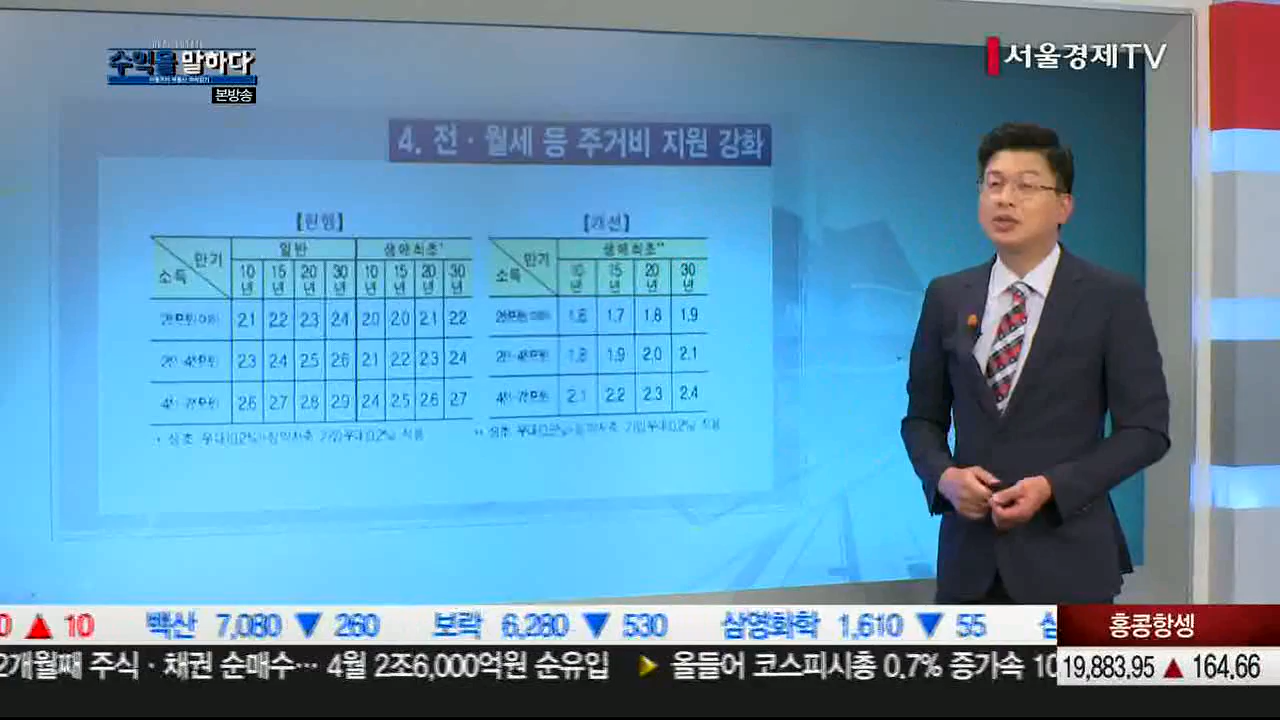 REAL ESTATE
수익을 말하다
본방송
서울경제TV
4. 전·월세 등 주거비 지원 강화
[현행]
[개선]
만기 일반 생애최초*
소득 10년 15년 20년 30년 10년 15년 20년 30년
2.1 2.2 2.3 2.4 2.0 2.0 2.1 2.2
2.3 2.4 2.5 2.6 2.1 2.2 2.3 2.4
2.6 2.7 2.8 2.9 2.4 2.5 2.6 2.7
만기 생애최초**
소득 10년 15년 20년 30년
1.6 1.7 1.8 1.9
1.8 1.9 2.0 2.1
2.1 2.2 2.3 2.4
0 ▲ 10 백산 7,080 ▼ 260 보락 6,280 ▼ 530 삼영화학 1,610 ▼ 55
홍콩항셍
2개월째 주식·채권 순매수… 4월 2조6,000억원 순유입 ▶ 올들어 코스피시총 0.7% 증가속 10
19,883.95 ▲ 164.66